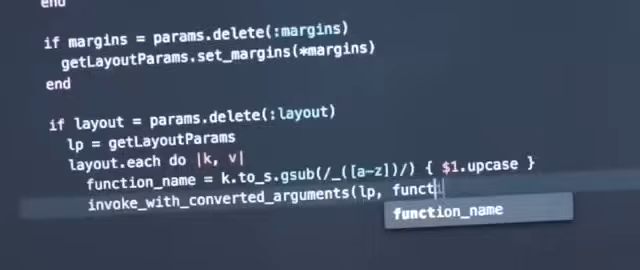 end
if margins = params.delete(:margins)
getLayoutParams.set_margins(*margins)
end
if layout = params.delete(:layout)
lp = getLayoutParams
layout.each do |k, v|
function_name = k.to_s.gsub(/_([a-z])/) { $1.upcase }
invoke_with_converted_arguments(lp, funct
function_name